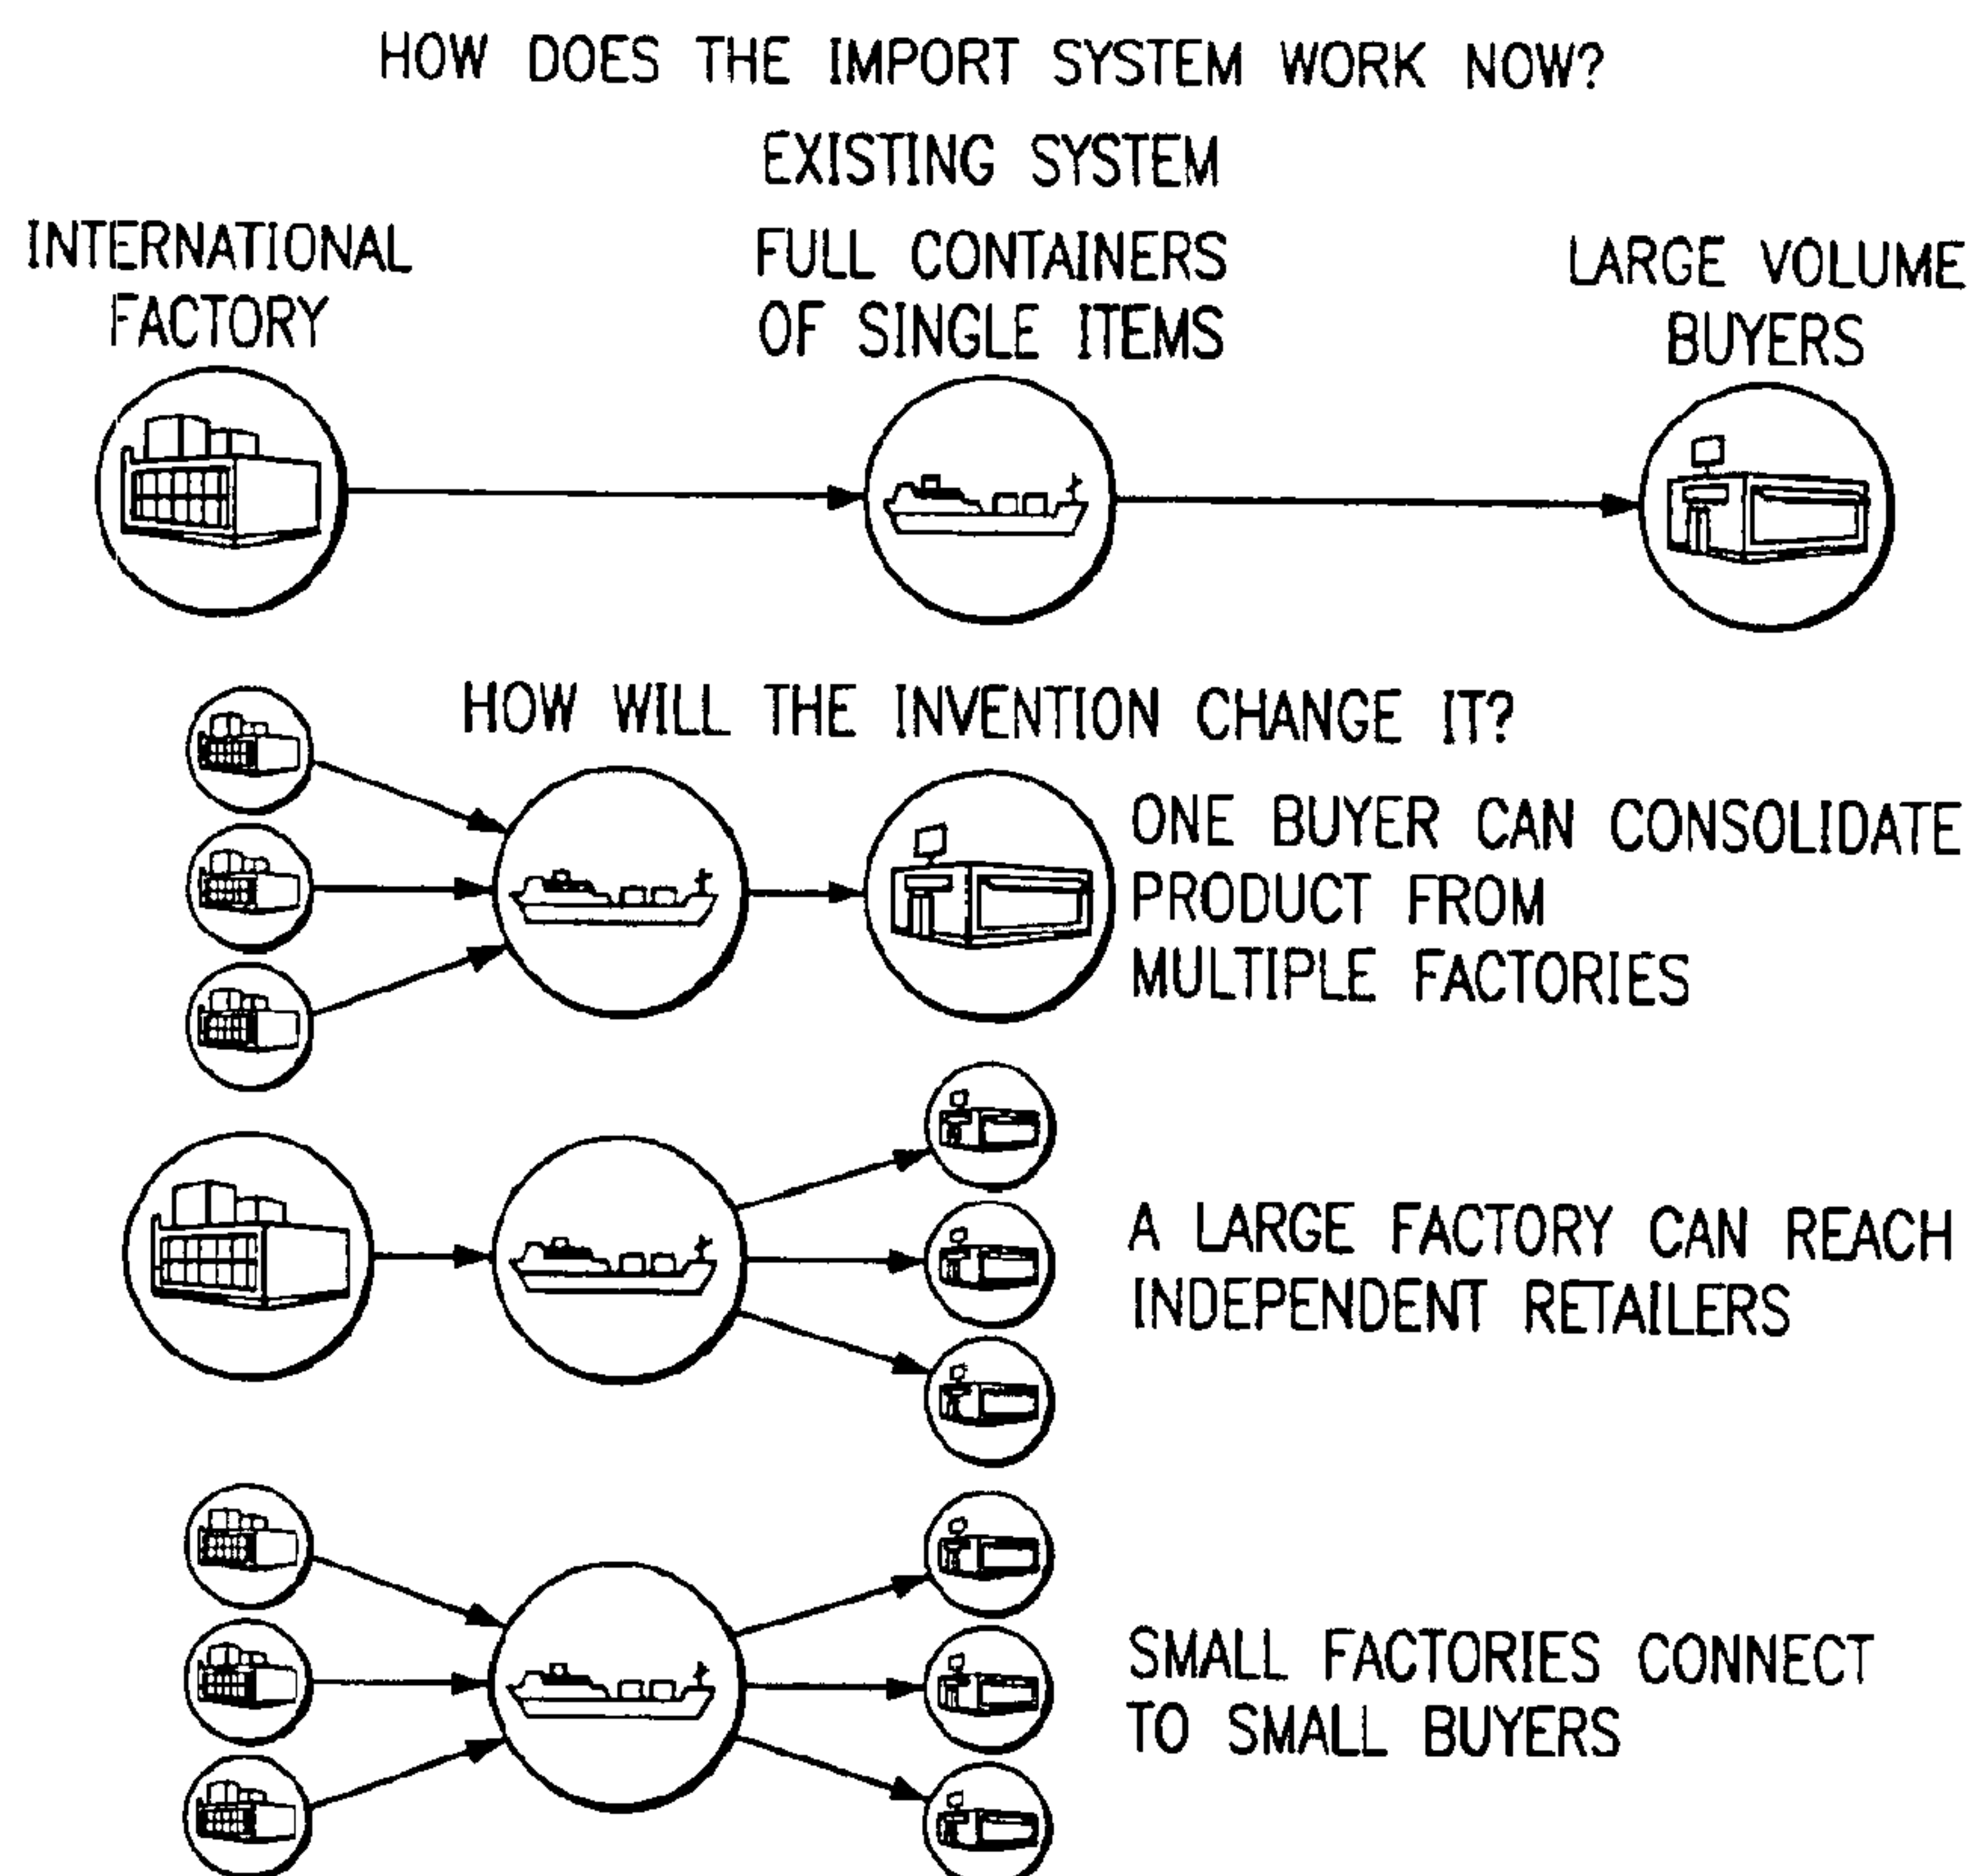 HOW DOES THE IMPORT SYSTEM WORK NOW?
EXISTING SYSTEM
INTERNATIONAL
FACTORY
FULL CONTAINERS
OF SINGLE ITEMS
LARGE VOLUME
BUYERS
HOW WILL THE INVENTION CHANGE IT?
ONE BUYER CAN CONSOLIDATE
PRODUCT FROM
MULTIPLE FACTORIES
A LARGE FACTORY CAN REACH
INDEPENDENT RETAILERS
SMALL FACTORIES CONNECT
TO SMALL BUYERS